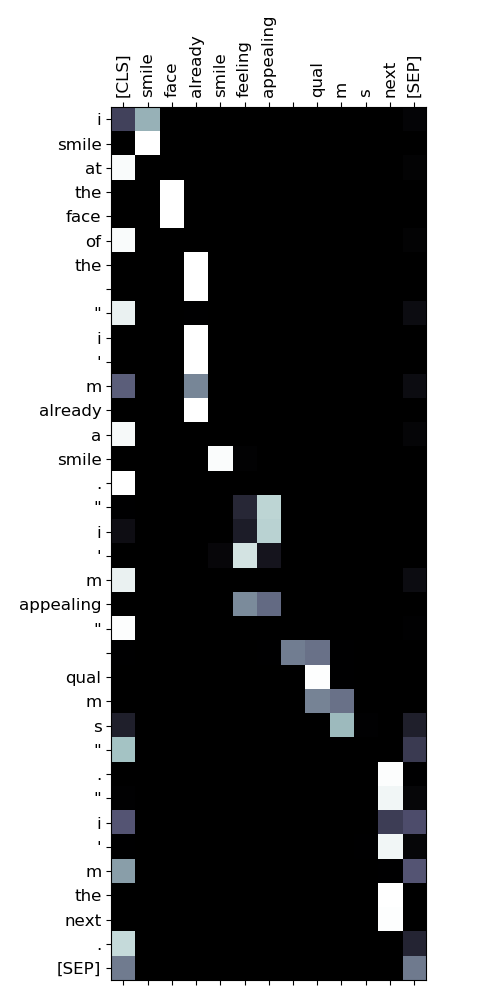 [CLS] smile face already smile feeling appealing qual m s next [SEP]
i
smile
at
the
face
of
the
"
i
'
m
already
a
smile
.
"
i
'
m
appealing
"
qual
m
s
"
.
"
i
'
m
the
next
.
[SEP]